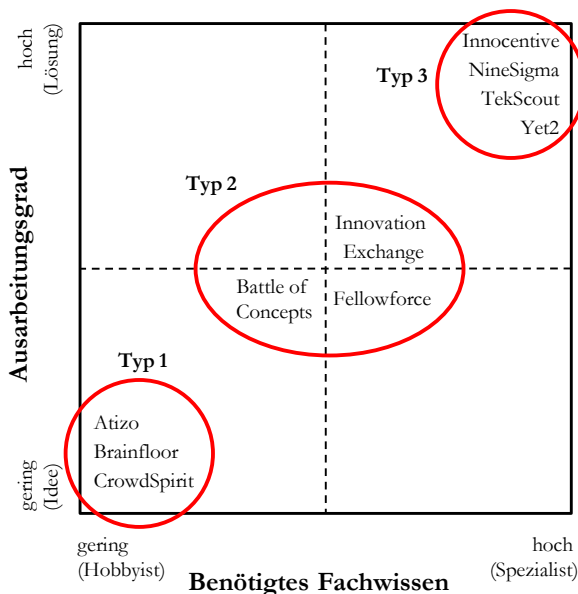 hoch
(Lösung)
Ausarbeitungsgrad
gering
(Idee)
Typ 3
Innocentive
NineSigma
TekScout
Yet2
Typ 2
Innovation
Exchange
Battle of
Concepts
Fellowforce
Typ 1
Atizo
Brainfloor
CrowdSpirit
gering
(Hobbyist)
hoch
(Spezialist)
Benötigtes Fachwissen